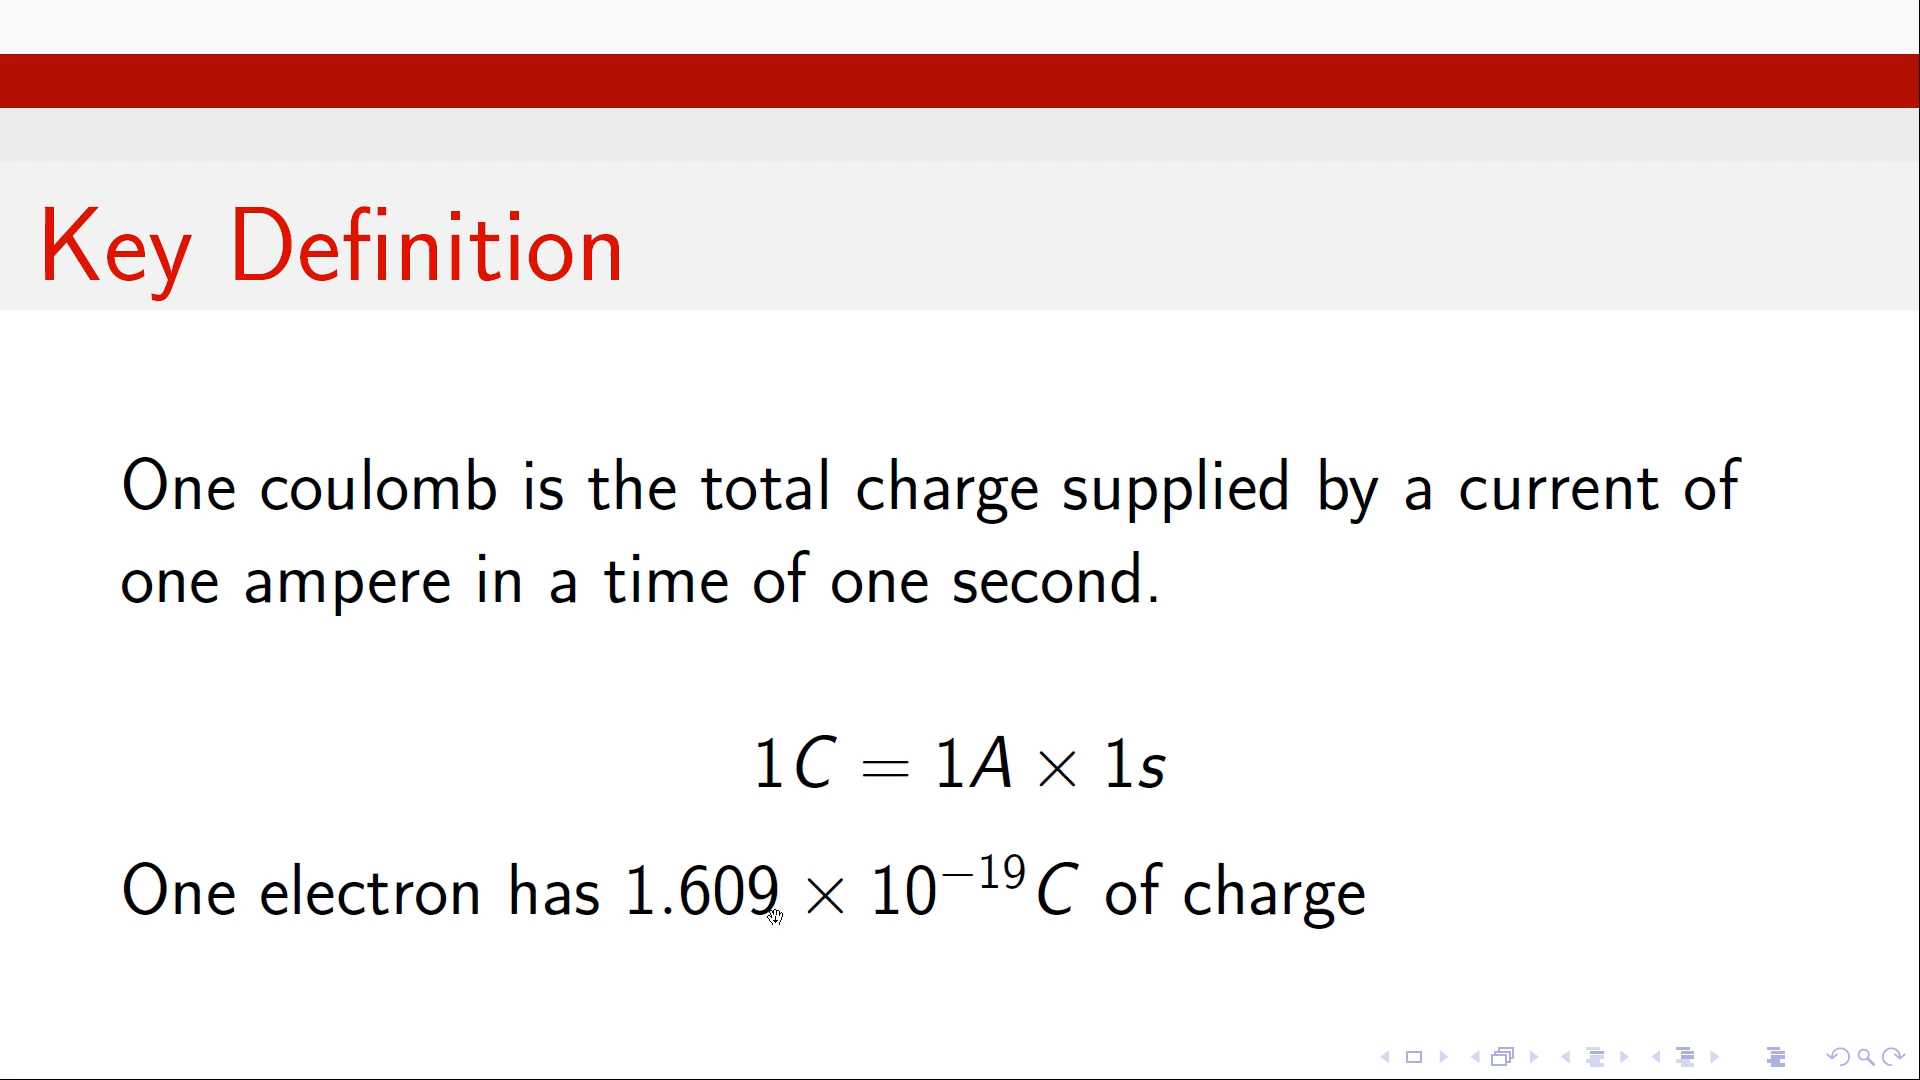 Key Definition
One coulomb is the total charge supplied by a current of
one ampere in a time of one second.
1C = 1A × 1s
One electron has 1.609 × 10⁻¹⁹C of charge